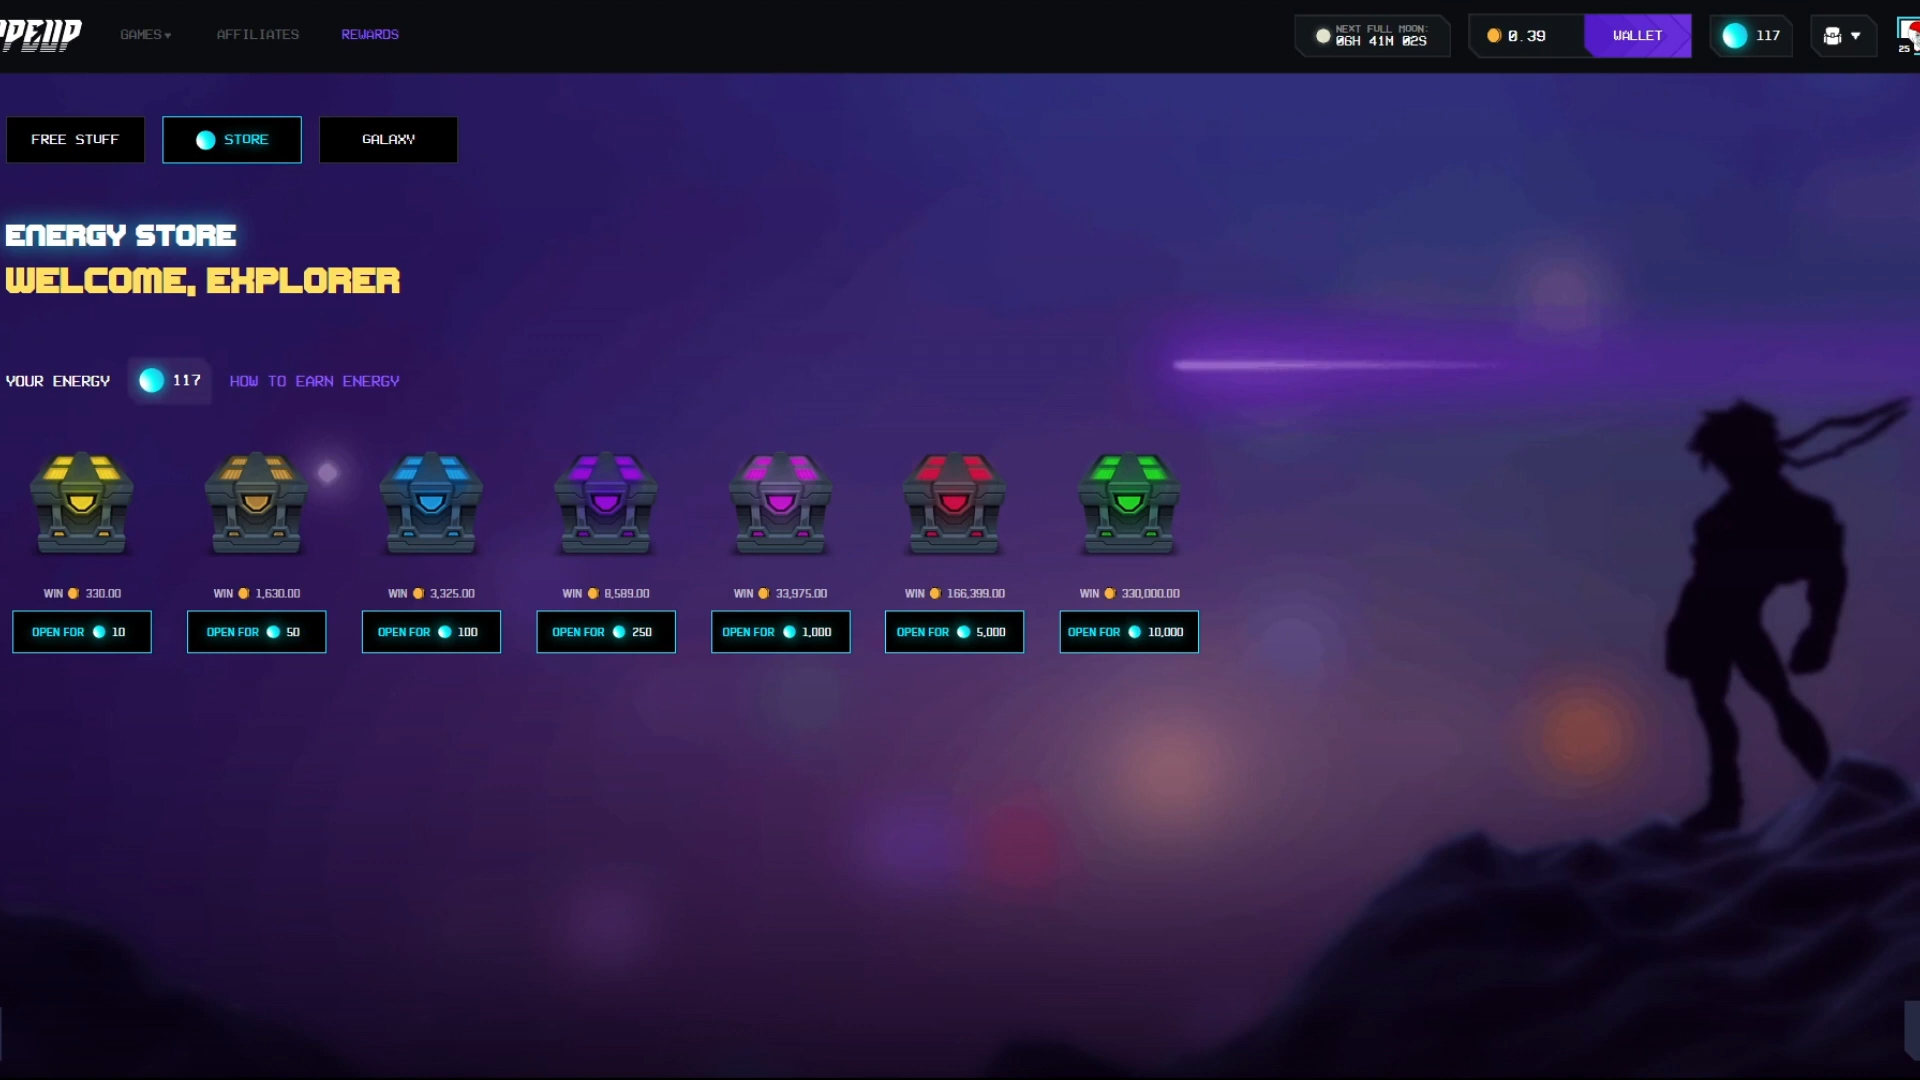 GAMES
AFFILIATES
REWARDS
NEXT FULL MOON:
06H 41M 02S
0.39
WALLET
117
25
FREE STUFF
STORE
GALAXY
ENERGY STORE
WELCOME, EXPLORER
YOUR ENERGY 117 HOW TO EARN ENERGY
WIN 330.00
WIN 1,630.00
WIN 3,325.00
WIN 8,589.00
WIN 33,975.00
WIN 166,399.00
WIN 330,000.00
OPEN FOR 10
OPEN FOR 50
OPEN FOR 100
OPEN FOR 250
OPEN FOR 1,000
OPEN FOR 5,000
OPEN FOR 10,000